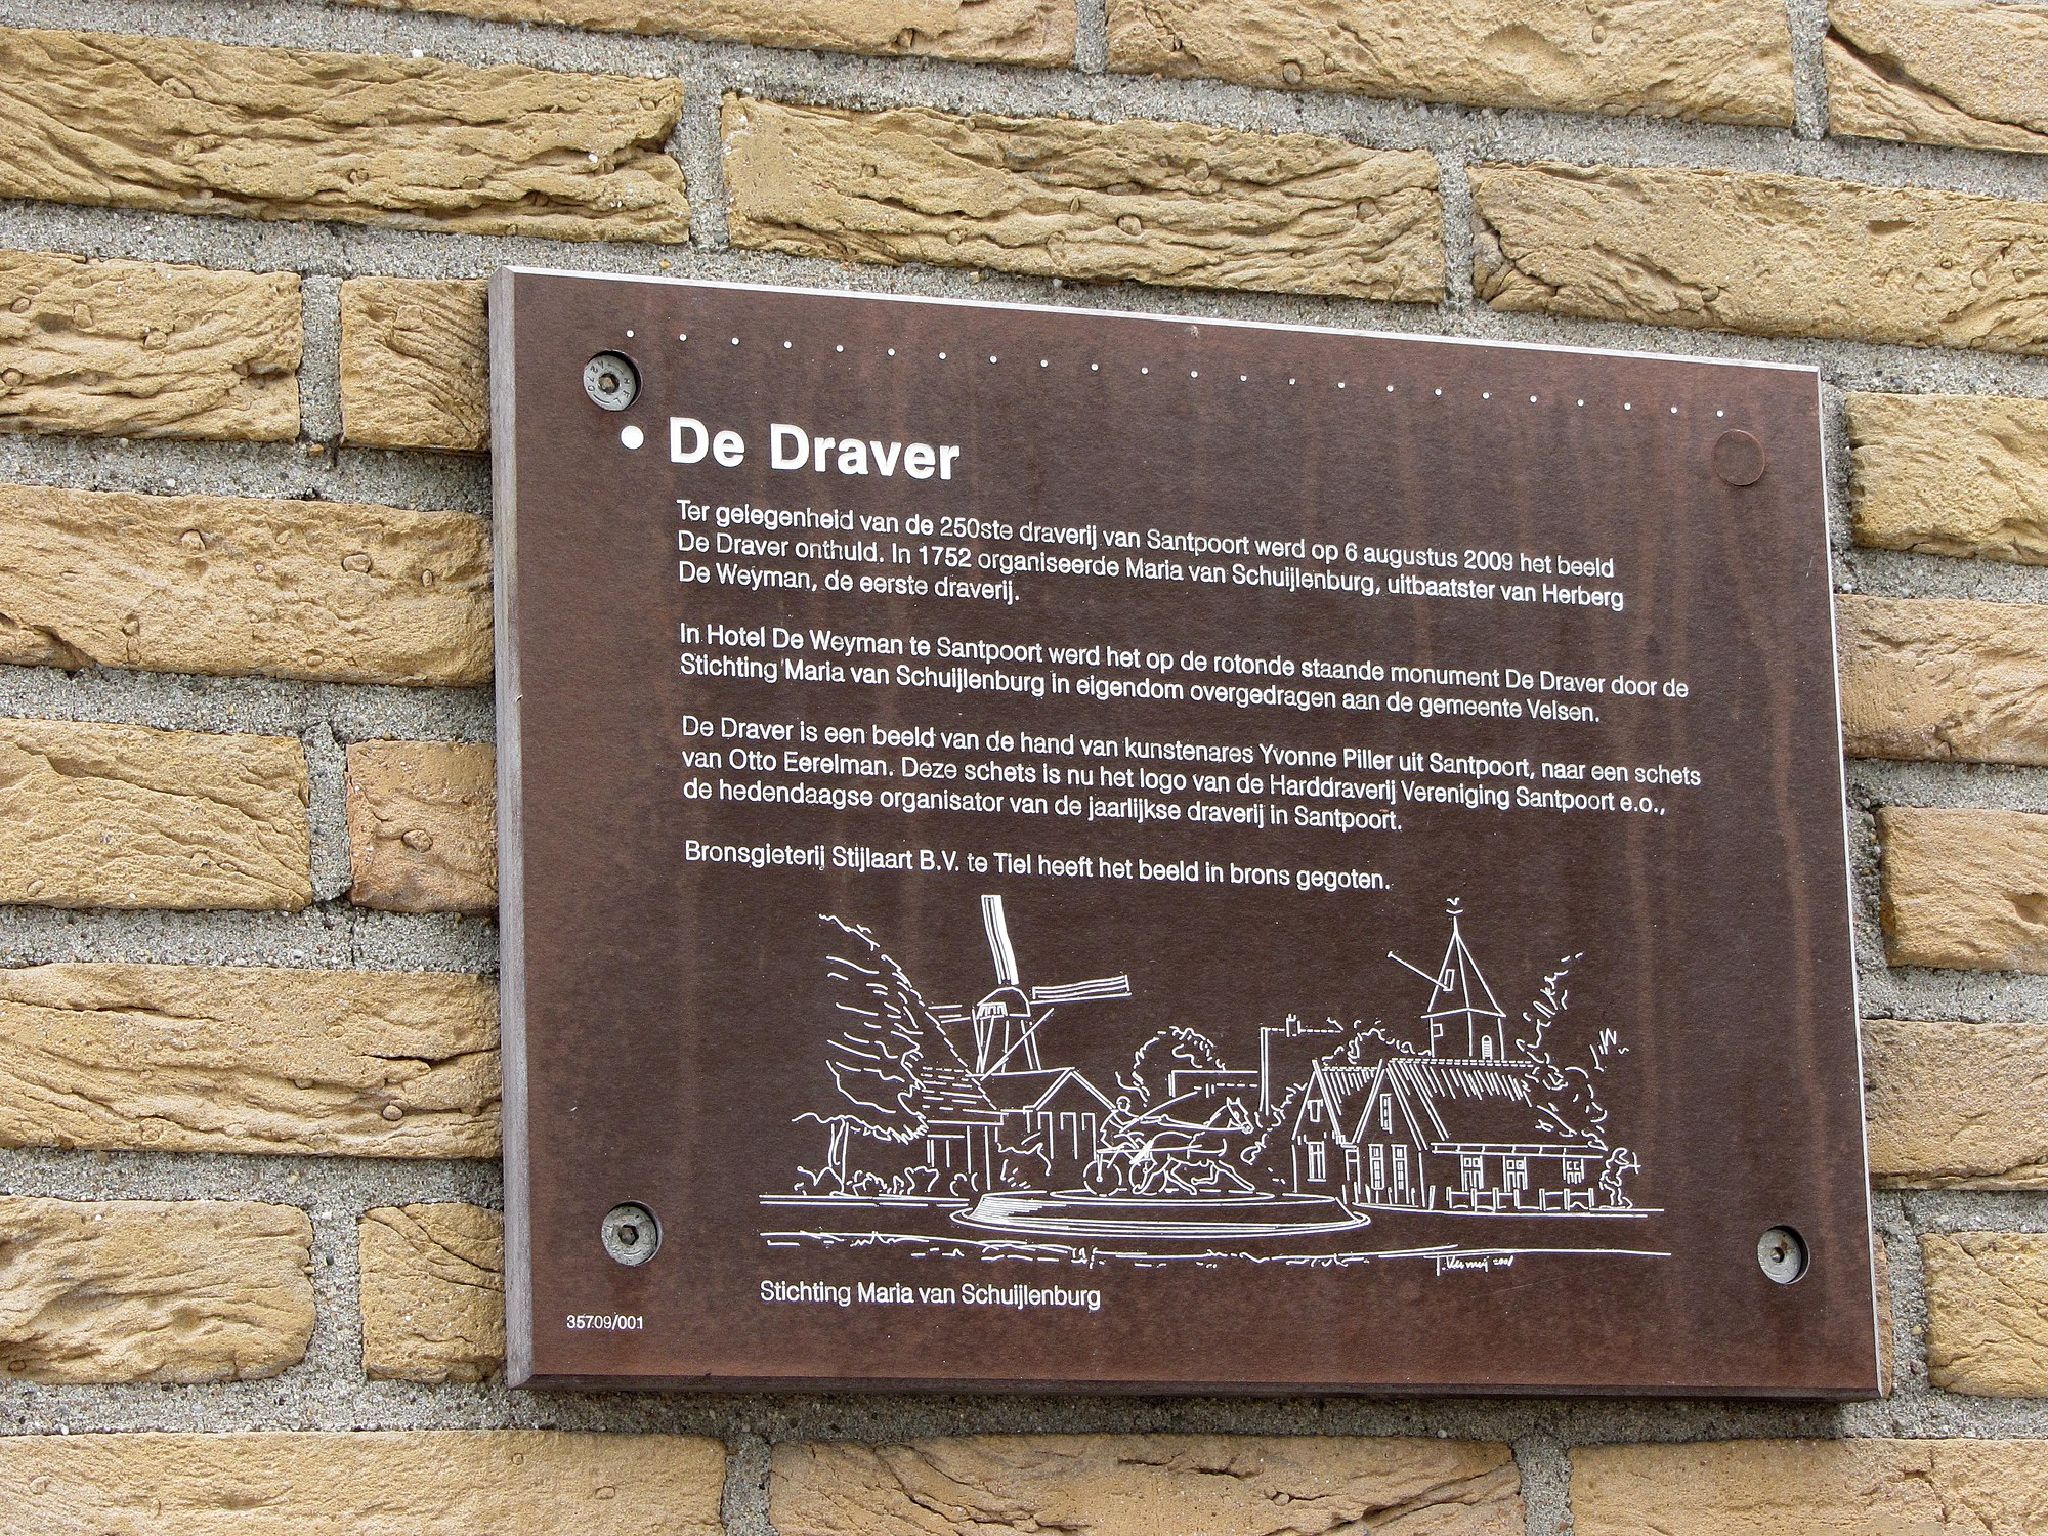 • De Draver
Ter gelegenheid van de 250ste draverij van Santpoort werd op 6 augustus 2009 het beeld
De Draver onthuld. In 1752 organiseerde Maria van Schuijlenburg, uitbaatster van Herberg
De Weyman, de eerste draverij.
In Hotel De Weyman te Santpoort werd het op de rotonde staande monument De Draver door de
Stichting Maria van Schuijlenburg in eigendom overgedragen aan de gemeente Velsen.
De Draver is een beeld van de hand van kunstenares Yvonne Piller uit Santpoort, naar een schets
van Otto Eerelman. Deze schets is nu het logo van de Harddraverij Vereniging Santpoort e.o.,
de hedendaagse organisator van de jaarlijkse draverij in Santpoort.
Bronsgieterij Stijlaart B.V. te Tiel heeft het beeld in brons gegoten.
Stichting Maria van Schuijlenburg
35709/001